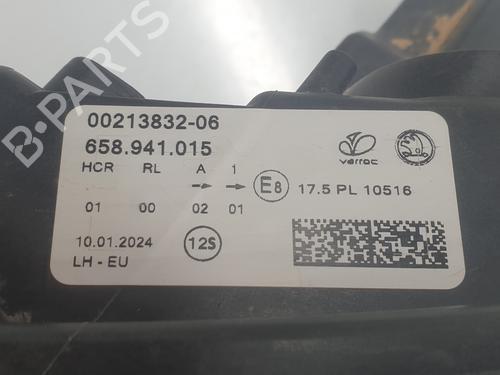 00213832-06
658.941.015
varroc
HCR RL A 1
E8 17.5 PL 10516
01 00 02 01
10.01.2024 12S
LH - EU
B-PARTS